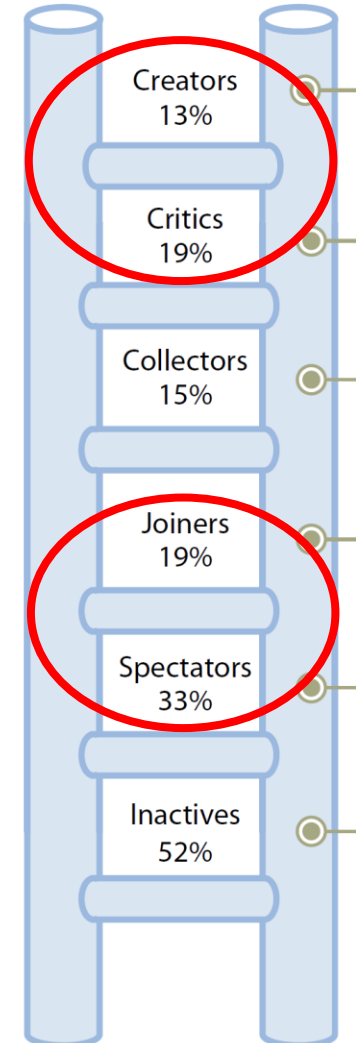 Creators
13%
Critics
19%
Collectors
15%
Joiners
19%
Spectators
33%
Inactives
52%